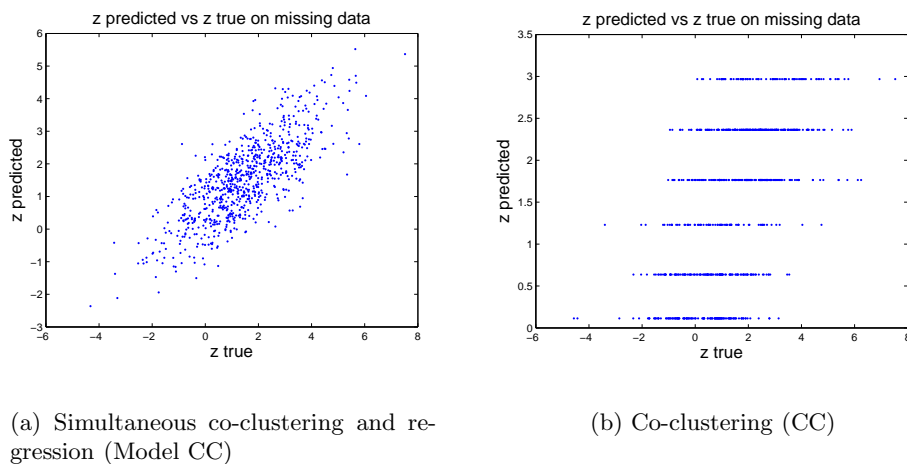 z predicted vs z true on missing data
6
5
4
3
2
1
0
−1
−2
−3
z predicted
−6 −4 −2 0 2 4 6 8
z true
(a) Simultaneous co-clustering and re-
gression (Model CC)
z predicted vs z true on missing data
3.5
3
2.5
2
1.5
1
0.5
0
z predicted
−6 −4 −2 0 2 4 6 8
z true
(b) Co-clustering (CC)